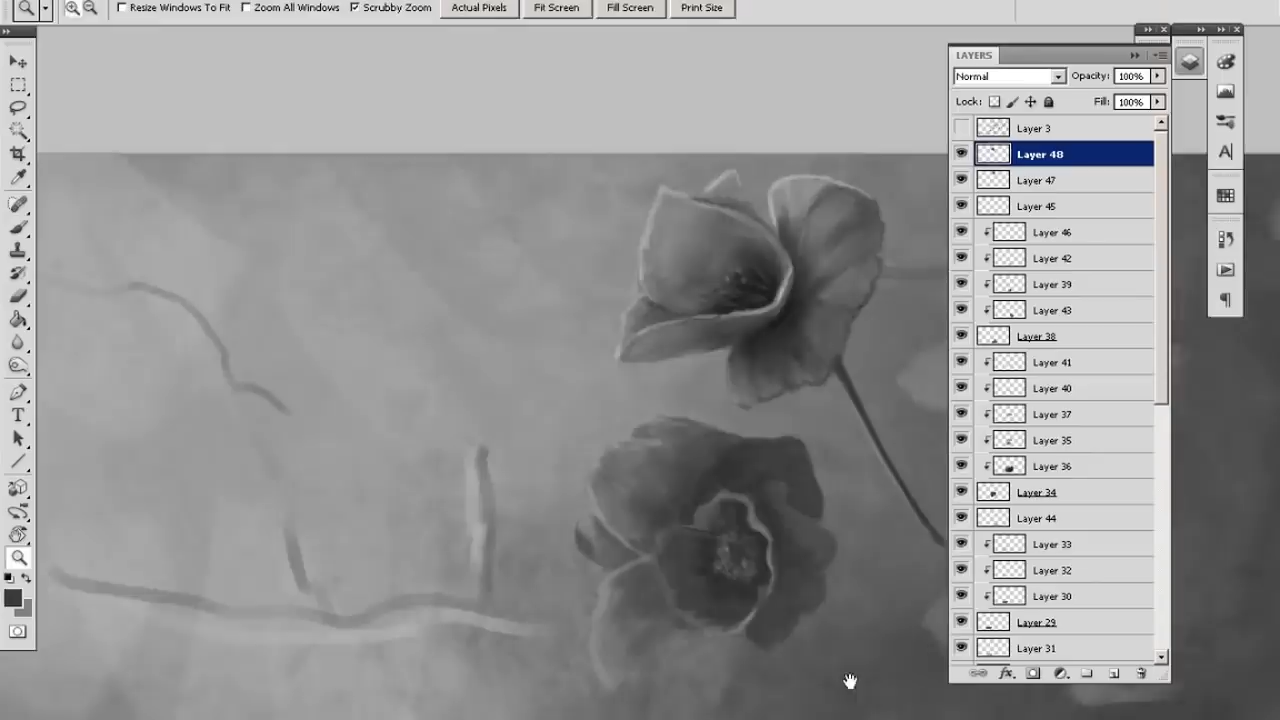 Resize Windows To Fit Zoom All Windows Scrubby Zoom Actual Pixels Fit Screen Fill Screen Print Size
LAYERS
Normal Opacity: 100%
Lock: Fill: 100%
Layer 3
Layer 48
Layer 47
Layer 45
Layer 46
Layer 42
Layer 39
Layer 43
Layer 38
Layer 41
Layer 40
Layer 37
Layer 35
Layer 36
Layer 34
Layer 44
Layer 33
Layer 32
Layer 30
Layer 29
Layer 31